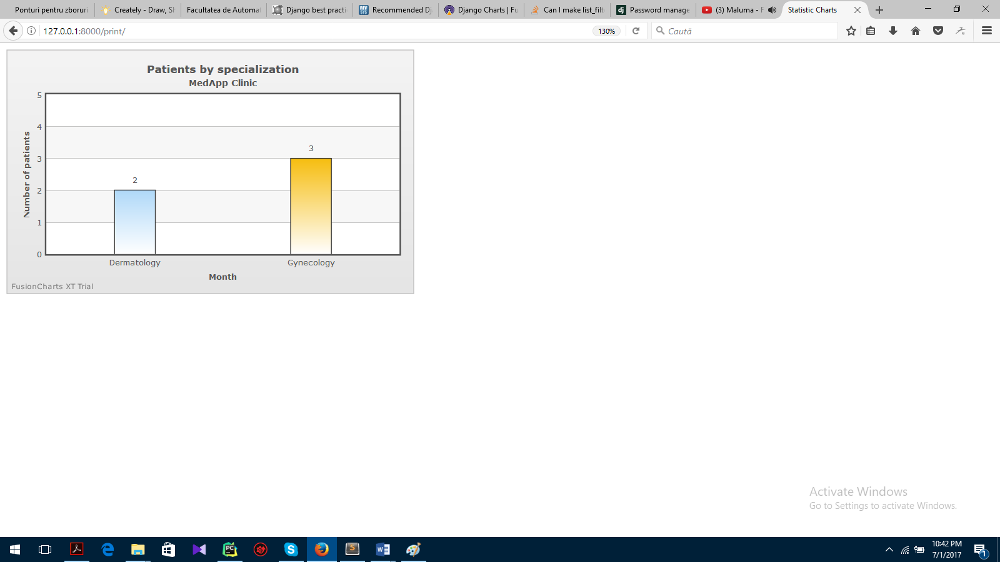 Ponturi pentru zboruri
Creately - Draw, Sh
Facultatea de Automat
Django best practi
Recommended Dj
Django Charts | Fu
Can I make list_filt
dj Password manage
(3) Maluma - F
Statistic Charts
127.0.0.1:8000/print/
130%
Caută
Patients by specialization
MedApp Clinic
Number of patients
5
4
3
2
1
0
2
3
Dermatology
Gynecology
Month
FusionCharts XT Trial
Activate Windows
Go to Settings to activate Windows.
10:42 PM
7/1/2017
1